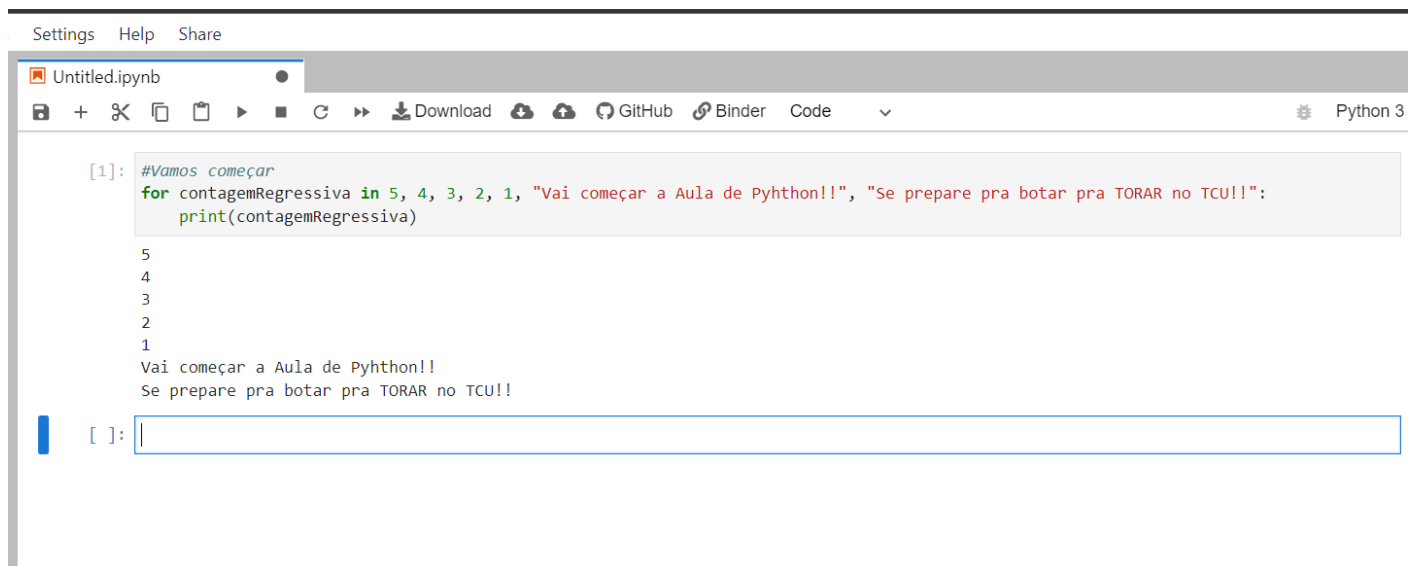 Settings Help Share
Untitled.ipynb
Download GitHub Binder Code Python 3
[1]: #Vamos começar
for contagemRegressiva in 5, 4, 3, 2, 1, "Vai começar a Aula de Pyhthon!!", "Se prepare pra botar pra TORAR no TCU!!":
print(contagemRegressiva)
5
4
3
2
1
Vai começar a Aula de Pyhthon!!
Se prepare pra botar pra TORAR no TCU!!
[ ]: